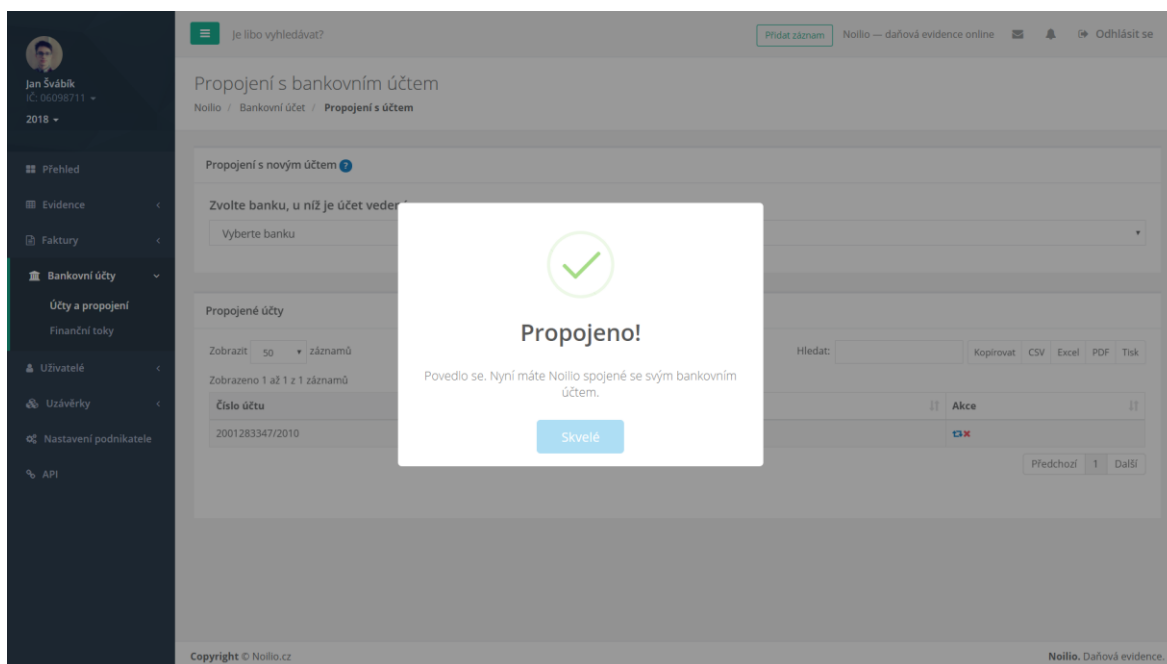 Je libo vyhledávat?
Přidat záznam
Noilio — daňová evidence online
Odhlásit se
Jan Švábík
IČ: 06098711
2018
Přehled
Evidence
Faktury
Bankovní účty
Účty a propojení
Finanční toky
Uživatelé
Uzávěrky
Nastavení podnikatele
API
Propojení s bankovním účtem
Noilio / Bankovní účet / Propojení s účtem
Propojení s novým účtem ?
Zvolte banku, u níž je účet veden
Vyberte banku
Propojené účty
Zobrazit 50 záznamů
Hledat:
Kopírovat CSV Excel PDF Tisk
Zobrazeno 1 až 1 z 1 záznamů
Číslo účtu
Akce
2001283347/2010
Předchozí 1 Další
Propojeno!
Povedlo se. Nyní máte Noilio spojené se svým bankovním
účtem.
Skvelé
Copyright © Noilio.cz
Noilio. Daňová evidence.